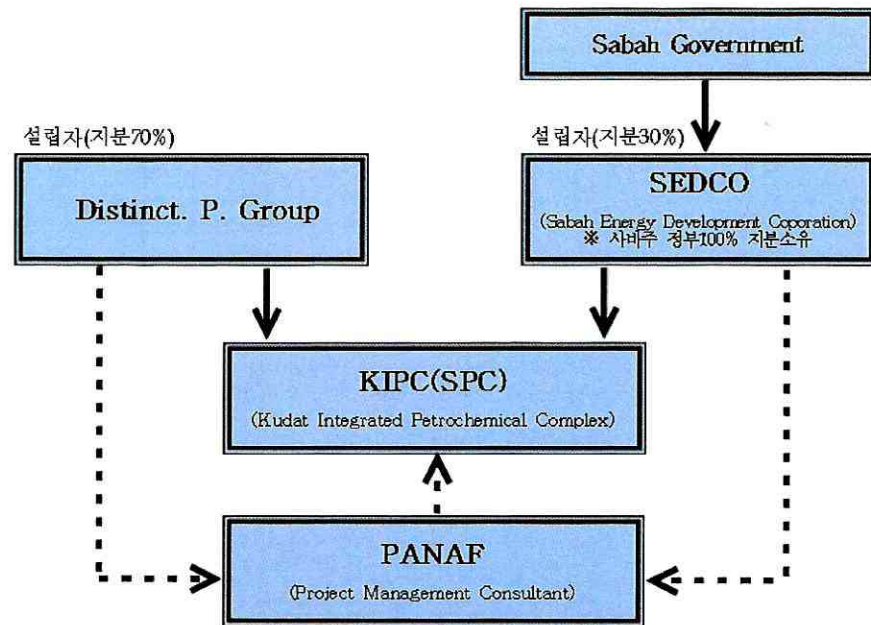 Sabah Government
설립자(지분70%)
설립자(지분30%)
Distinct. P. Group
SEDCO
(Sabah Energy Development Coporation)
※ 사바주 정부100% 지분소유
KIPC(SPC)
(Kudat Integrated Petrochemical Complex)
PANAF
(Project Management Consultant)